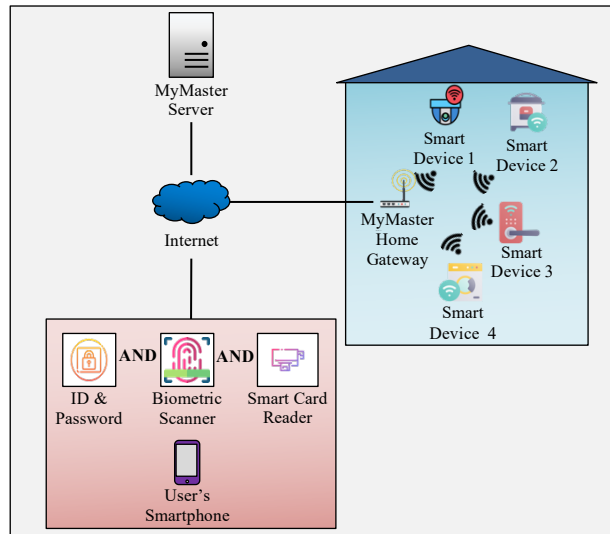 MyMaster
Server
Internet
Smart
Device 1
Smart
Device 2
MyMaster
Home
Gateway
Smart
Device 3
Smart
Device 4
AND
AND
ID &
Password
Biometric
Scanner
Smart Card
Reader
User's
Smartphone